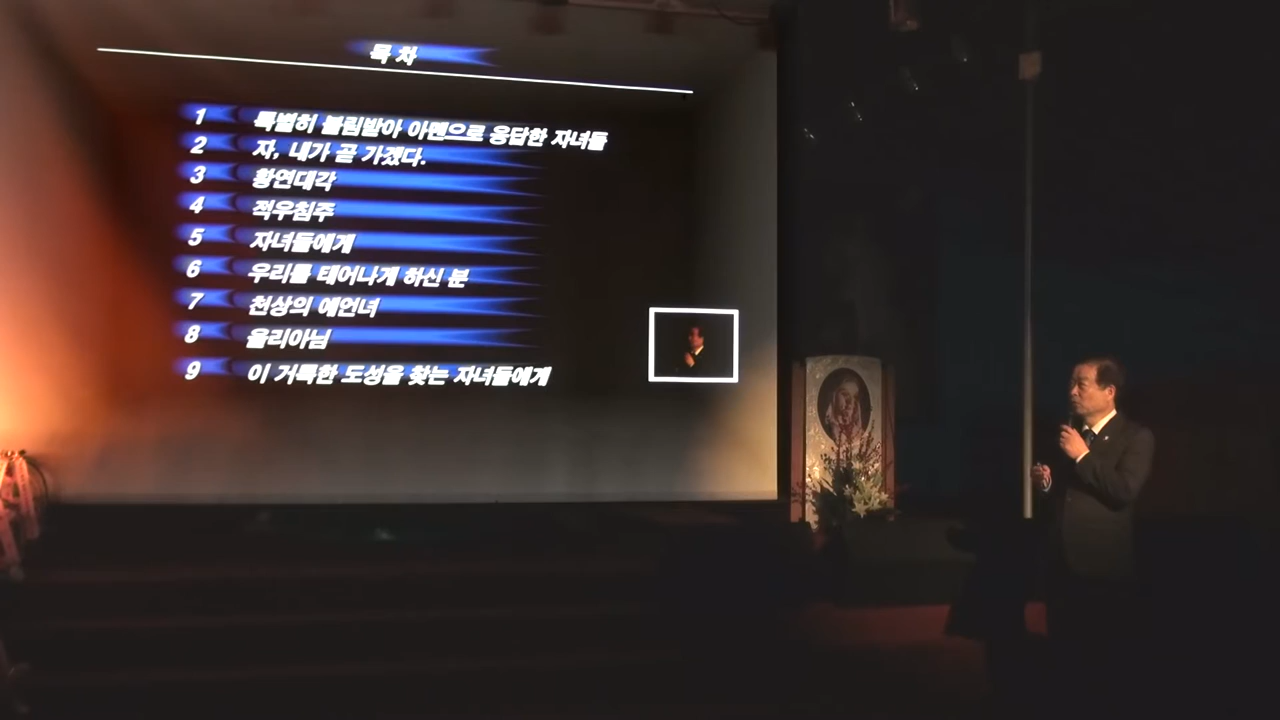 목 차
1 특별히 불림받아 아멘으로 응답한 자녀들
2 자, 내가 곧 가겠다.
3 황연대각
4 적우침주
5 자녀들에게
6 우리를 태어나게 하신 분
7 천상의 예언녀
8 율리아님
9 이 거룩한 도성을 찾는 자녀들에게